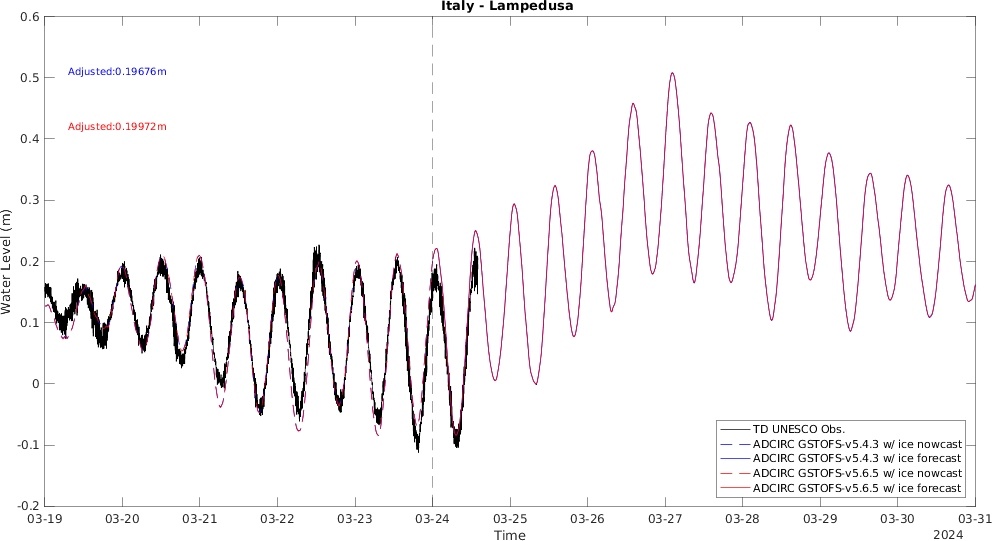 Italy - Lampedusa
0.6
0.5
0.4
0.3
0.2
0.1
0
-0.1
-0.2
Water Level (m)
Adjusted:0.19676m
Adjusted:0.19972m
TD UNESCO Obs.
ADCIRC GSTOFS-v5.4.3 w/ ice nowcast
ADCIRC GSTOFS-v5.4.3 w/ ice forecast
ADCIRC GSTOFS-v5.6.5 w/ ice nowcast
ADCIRC GSTOFS-v5.6.5 w/ ice forecast
03-19 03-20 03-21 03-22 03-23 03-24 03-25 03-26 03-27 03-28 03-29 03-30 03-31
Time
2024